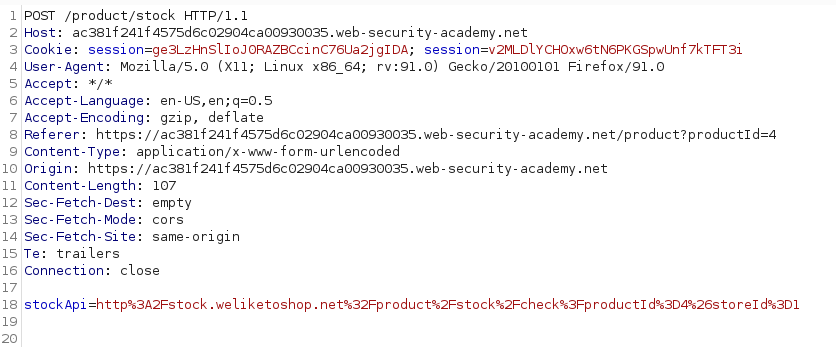 1 POST /product/stock HTTP/1.1
2 Host: ac381f241f4575d6c02904ca00930035.web-security-academy.net
3 Cookie: session=ge3LzHnSlIoJ0RAZBCcinC76Ua2jgIDA; session=v2MLDlYCHOxw6tN6PKGSpwUnf7kTFT3i
4 User-Agent: Mozilla/5.0 (X11; Linux x86_64; rv:91.0) Gecko/20100101 Firefox/91.0
5 Accept: */*
6 Accept-Language: en-US,en;q=0.5
7 Accept-Encoding: gzip, deflate
8 Referer: https://ac381f241f4575d6c02904ca00930035.web-security-academy.net/product?productId=4
9 Content-Type: application/x-www-form-urlencoded
10 Origin: https://ac381f241f4575d6c02904ca00930035.web-security-academy.net
11 Content-Length: 107
12 Sec-Fetch-Dest: empty
13 Sec-Fetch-Mode: cors
14 Sec-Fetch-Site: same-origin
15 Te: trailers
16 Connection: close
17
18 stockApi=http%3A2Fstock.weliketoshop.net%32Fproduct%2Fstock%2Fcheck%3FproductId%3D4%26storeId%3D1
19
20